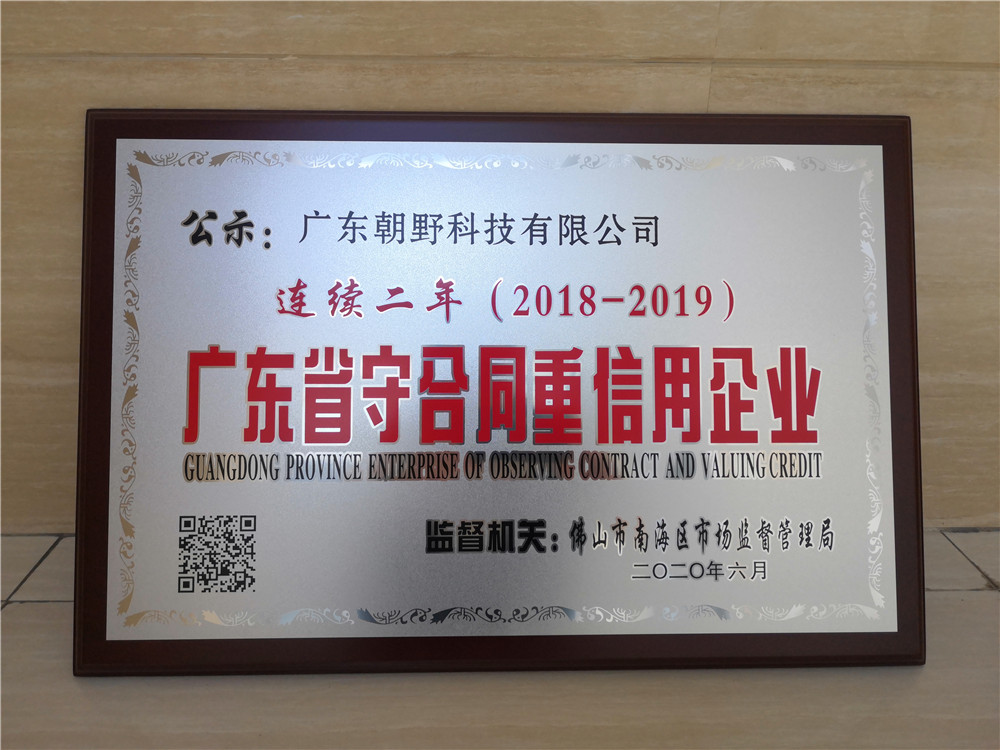 公示：广东朝野科技有限公司
连续二年（2018-2019）
广东省守合同重信用企业
GUANGDONG PROVINCE ENTERPRISE OF OBSERVING CONTRACT AND VALUING CREDIT
监督机关：佛山市南海区市场监督管理局
二〇二〇年六月